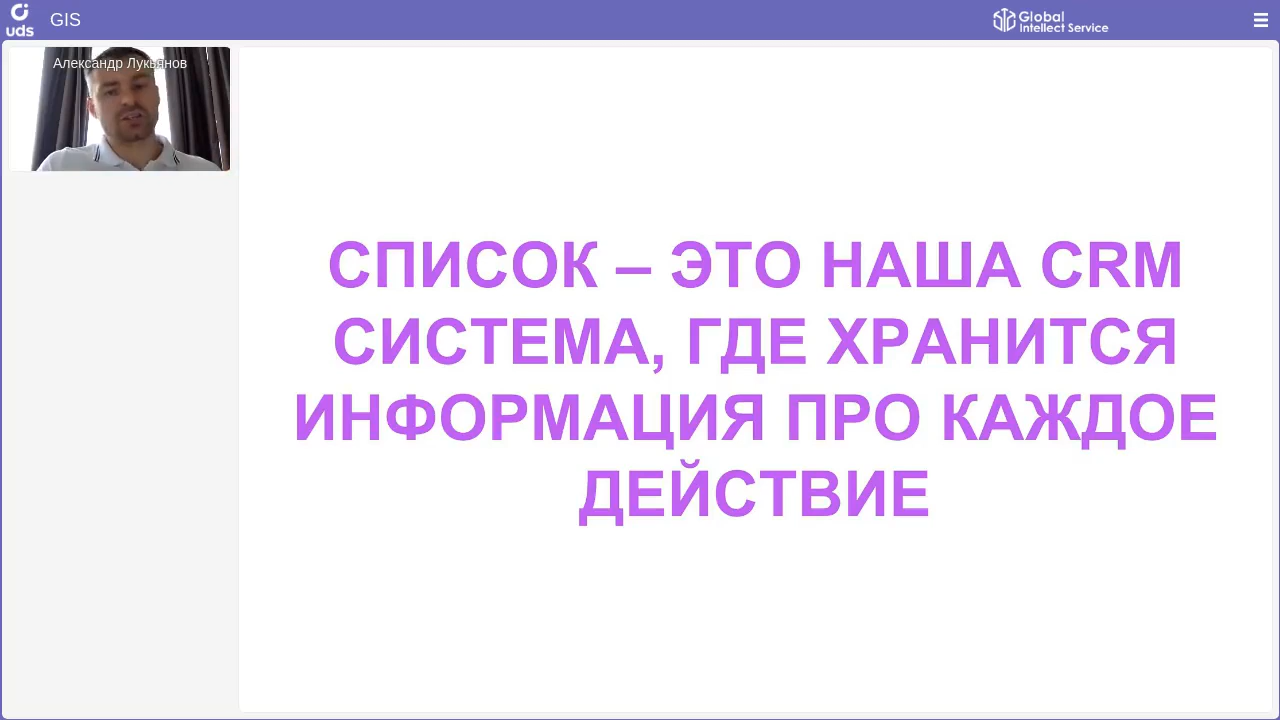 uds
GIS
Global
Intellect Service
Александр Лукьянов
СПИСОК – ЭТО НАША CRM
СИСТЕМА, ГДЕ ХРАНИТСЯ
ИНФОРМАЦИЯ ПРО КАЖДОЕ
ДЕЙСТВИЕ